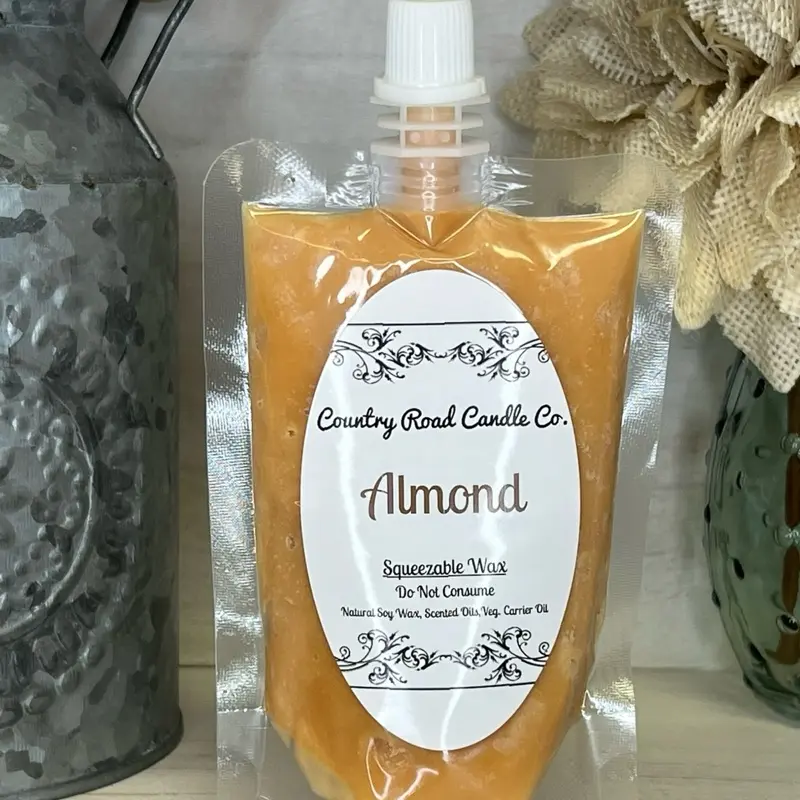 Country Road Candle Co.
Almond
Squeezable Wax
Do Not Consume
Natural Soy Wax, Scented Oils, Veg. Carrier Oil